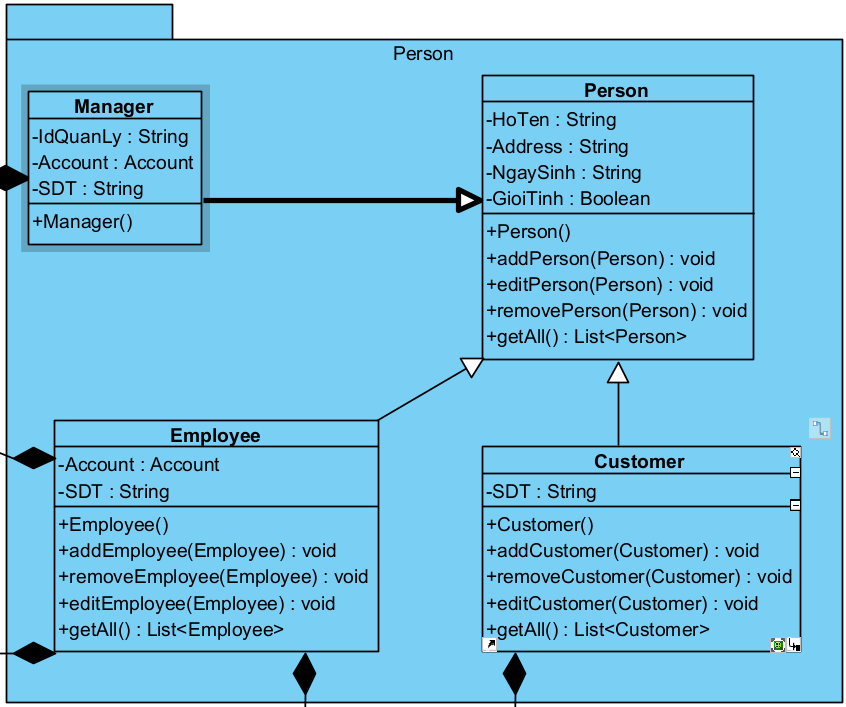 Person
Manager
-IdQuanLy : String
-Account : Account
-SDT : String
+Manager()
Person
-HoTen : String
-Address : String
-NgaySinh : String
-GioiTinh : Boolean
+Person()
+addPerson(Person) : void
+editPerson(Person) : void
+removePerson(Person) : void
+getAll() : List<Person>
Employee
-Account : Account
-SDT : String
+Employee()
+addEmployee(Employee) : void
+removeEmployee(Employee) : void
+editEmployee(Employee) : void
+getAll() : List<Employee>
Customer
-SDT : String
+Customer()
+addCustomer(Customer) : void
+removeCustomer(Customer) : void
+editCustomer(Customer) : void
+getAll() : List<Customer>